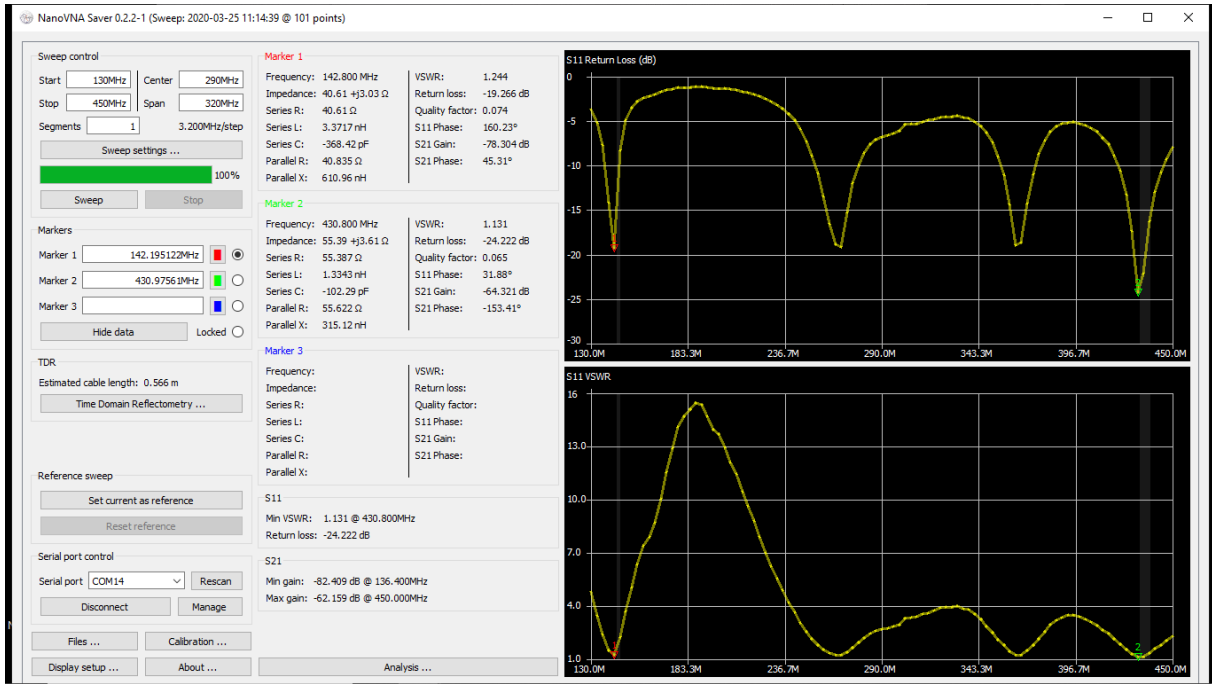 NanoVNA Saver 0.2.2-1 (Sweep: 2020-03-25 11:14:39 @ 101 points)
Sweep control
Start 130MHz Center 290MHz
Stop 450MHz Span 320MHz
Segments 1 3.200MHz/step
Sweep settings ...
100%
Sweep Stop
Markers
Marker 1 142.195122MHz
Marker 2 430.97561MHz
Marker 3
Hide data Locked
TDR
Estimated cable length: 0.566 m
Time Domain Reflectometry ...
Reference sweep
Set current as reference
Reset reference
Serial port control
Serial port COM14 Rescan
Disconnect Manage
Files ... Calibration ...
Display setup ... About ...
Marker 1
Frequency: 142.800 MHz VSWR: 1.244
Impedance: 40.61 +j3.03 Ω Return loss: -19.266 dB
Series R: 40.61 Ω Quality factor: 0.074
Series L: 3.3717 nH S11 Phase: 160.23°
Series C: -368.42 pF S21 Gain: -78.304 dB
Parallel R: 40.835 Ω S21 Phase: 45.31°
Parallel X: 610.96 nH
Marker 2
Frequency: 430.800 MHz VSWR: 1.131
Impedance: 55.39 +j3.61 Ω Return loss: -24.222 dB
Series R: 55.387 Ω Quality factor: 0.065
Series L: 1.3343 nH S11 Phase: 31.88°
Series C: -102.29 pF S21 Gain: -64.321 dB
Parallel R: 55.622 Ω S21 Phase: -153.41°
Parallel X: 315.12 nH
Marker 3
Frequency: VSWR:
Impedance: Return loss:
Series R: Quality factor:
Series L: S11 Phase:
Series C: S21 Gain:
Parallel R: S21 Phase:
Parallel X:
S11
Min VSWR: 1.131 @ 430.800MHz
Return loss: -24.222 dB
S21
Min gain: -82.409 dB @ 136.400MHz
Max gain: -62.159 dB @ 450.000MHz
Analysis ...
S11 Return Loss (dB)
0
-5
-10
-15
-20
-25
-30
130.0M 183.3M 236.7M 290.0M 343.3M 396.7M 450.0M
S11 VSWR
16
13.0
10.0
7.0
4.0
2
1.0
130.0M 183.3M 236.7M 290.0M 343.3M 396.7M 450.0M